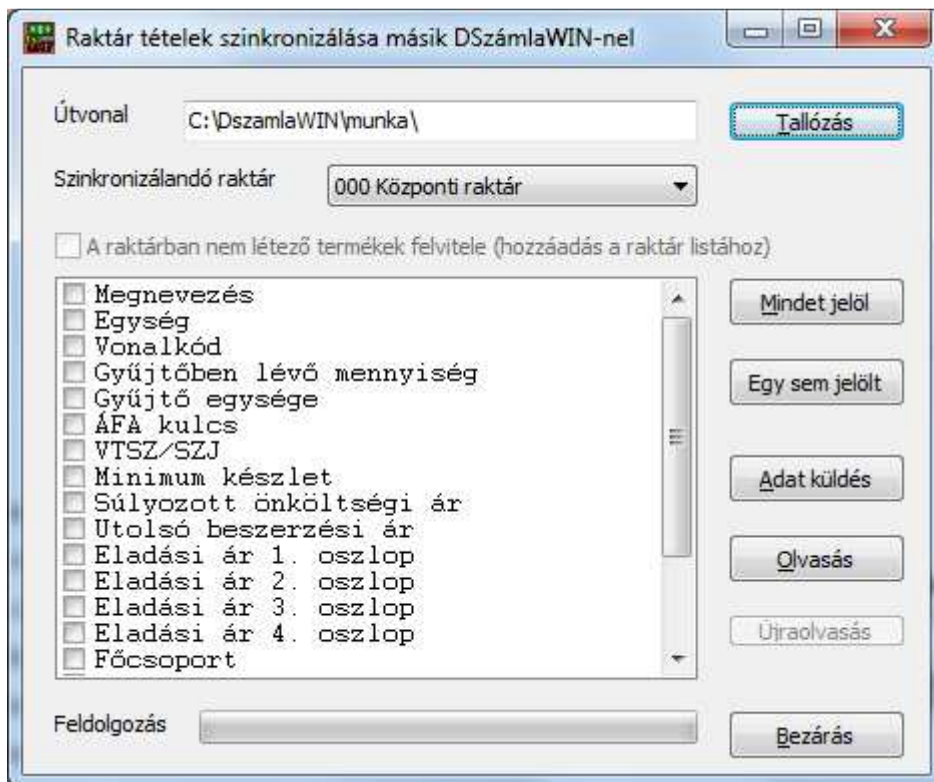 Raktár tételek szinkronizálása másik DSzámlaWIN-nel
Útvonal
C:\DszamlaWIN\munka\
Tallózás
Szinkronizálandó raktár
000 Központi raktár
A raktárban nem létező termékek felvitele (hozzáadás a raktár listához)
Megnevezés
Egység
Vonalkód
Gyűjtőben lévő mennyiség
Gyűjtő egysége
ÁFA kulcs
VTSZ/SZJ
Minimum készlet
Súlyozott önköltségi ár
Utolsó beszerzési ár
Eladási ár 1. oszlop
Eladási ár 2. oszlop
Eladási ár 3. oszlop
Eladási ár 4. oszlop
Főcsoport
Mindet jelöl
Egy sem jelölt
Adat küldés
Olvasás
Újraolvasás
Feldolgozás
Bezárás